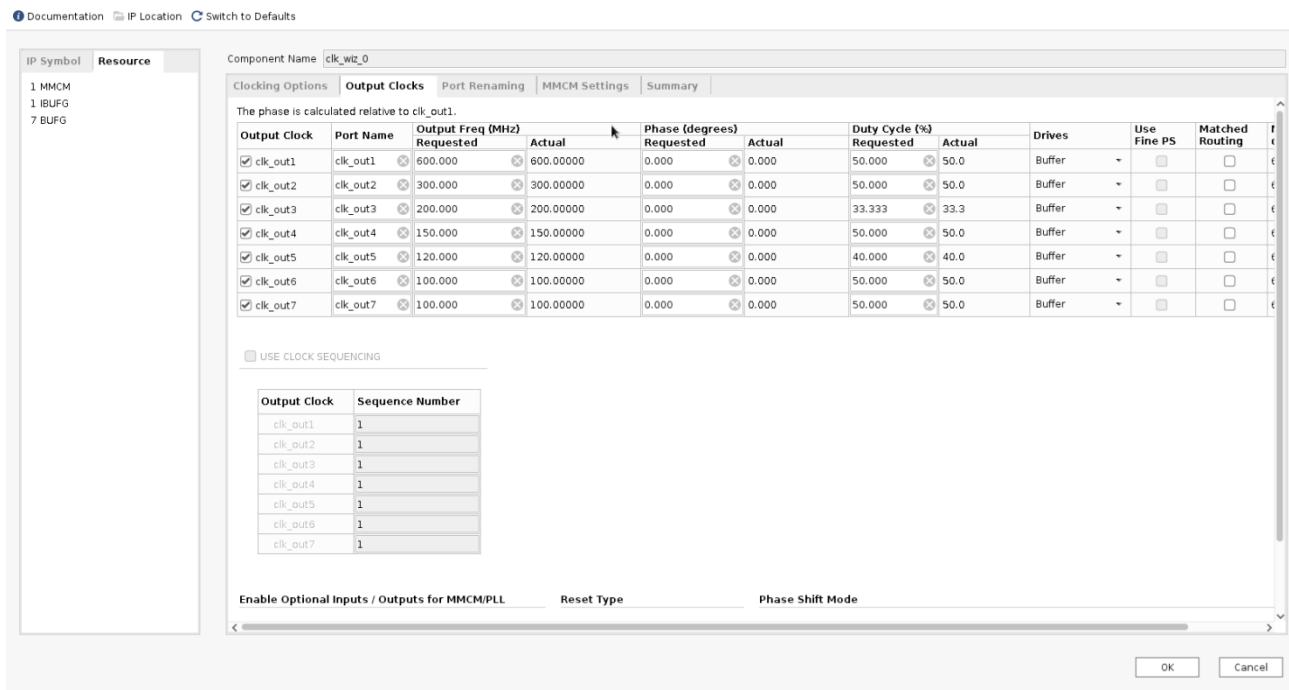 Documentation IP Location Switch to Defaults
IP Symbol Resource
1 MMCM
1 IBUFG
7 BUFG
Component Name clk_wiz_0
Clocking Options Output Clocks Port Renaming MMCM Settings Summary
The phase is calculated relative to clk_out1.
Output Clock Port Name Output Freq (MHz) Phase (degrees) Duty Cycle (%) Drives Use Fine PS Matched Routing
Requested Actual Requested Actual Requested Actual
clk_out1 clk_out1 600.000 600.00000 0.000 0.000 50.000 50.0 Buffer
clk_out2 clk_out2 300.000 300.00000 0.000 0.000 50.000 50.0 Buffer
clk_out3 clk_out3 200.000 200.00000 0.000 0.000 33.333 33.3 Buffer
clk_out4 clk_out4 150.000 150.00000 0.000 0.000 50.000 50.0 Buffer
clk_out5 clk_out5 120.000 120.00000 0.000 0.000 40.000 40.0 Buffer
clk_out6 clk_out6 100.000 100.00000 0.000 0.000 50.000 50.0 Buffer
clk_out7 clk_out7 100.000 100.00000 0.000 0.000 50.000 50.0 Buffer
USE CLOCK SEQUENCING
Output Clock Sequence Number
clk_out1 1
clk_out2 1
clk_out3 1
clk_out4 1
clk_out5 1
clk_out6 1
clk_out7 1
Enable Optional Inputs / Outputs for MMCM/PLL Reset Type Phase Shift Mode
OK Cancel